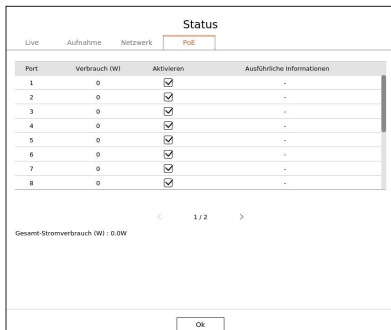 Status
Live Aufnahme Netzwerk PoE
Port Verbrauch (W) Aktivieren Ausführliche Informationen
1 0 -
2 0 -
3 0 -
4 0 -
5 0 -
6 0 -
7 0 -
8 0 -
< 1 / 2 >
Gesamt-Stromverbrauch (W) : 0.0W
Ok